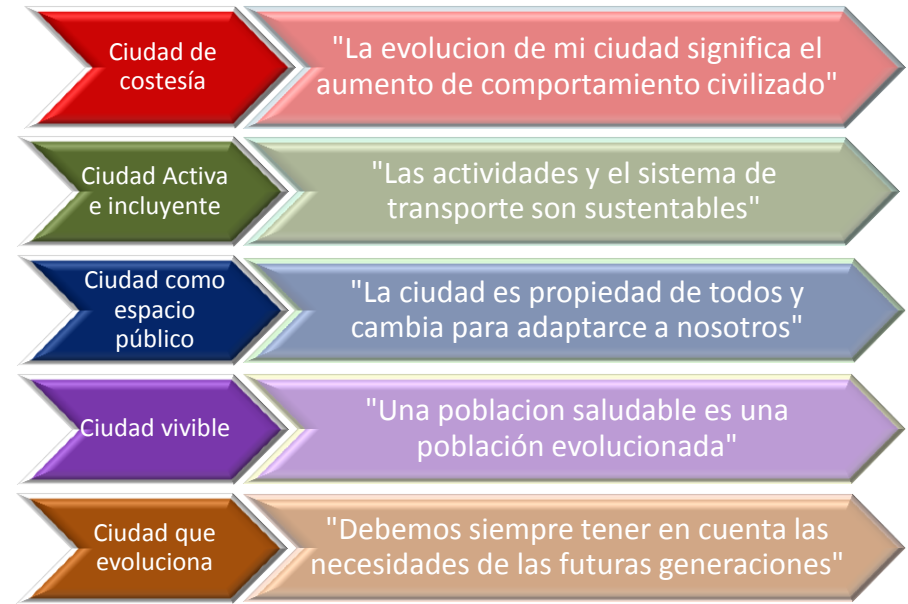 Ciudad de
costesía
"La evolucion de mi ciudad significa el
aumento de comportamiento civilizado"
Ciudad Activa
e incluyente
"Las actividades y el sistema de
transporte son sustentables"
Ciudad como
espacio
público
"La ciudad es propiedad de todos y
cambia para adaptarce a nosotros"
Ciudad vivible
"Una poblacion saludable es una
población evolucionada"
Ciudad que
evoluciona
"Debemos siempre tener en cuenta las
necesidades de las futuras generaciones"